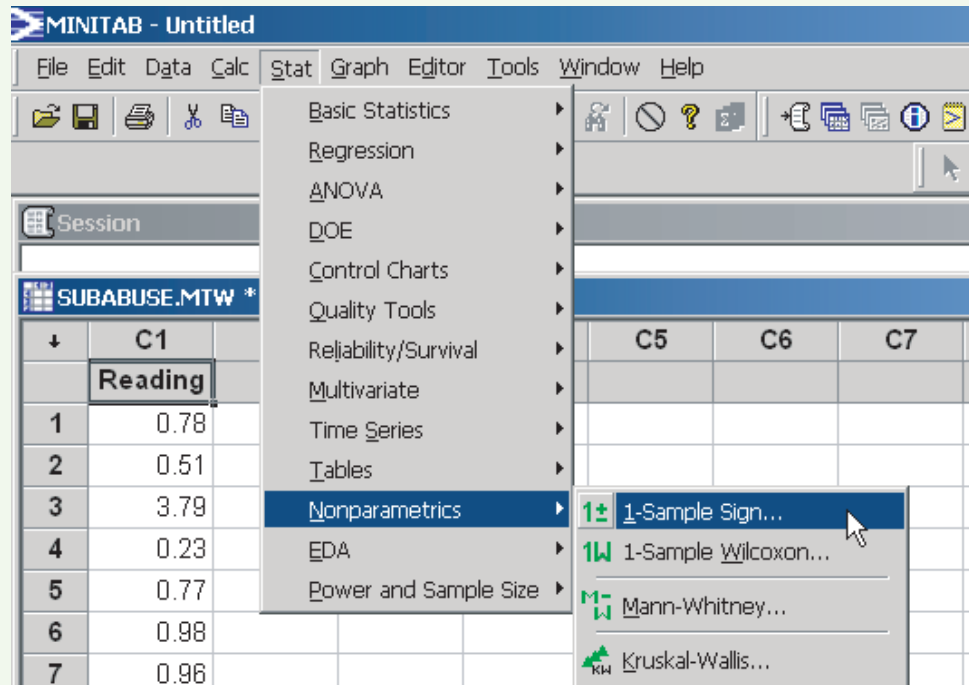 MINITAB - Untitled
File Edit Data Calc Stat Graph Editor Tools Window Help
Basic Statistics
Regression
ANOVA
DOE
Control Charts
Quality Tools
Reliability/Survival
Multivariate
Time Series
Tables
Nonparametrics
EDA
Power and Sample Size
1± 1-Sample Sign...
1W 1-Sample Wilcoxon...
M-W Mann-Whitney...
KW Kruskal-Wallis...
Session
SUBABUSE.MTW *
C1 C5 C6 C7
Reading
1 0.78
2 0.51
3 3.79
4 0.23
5 0.77
6 0.98
7 0.96